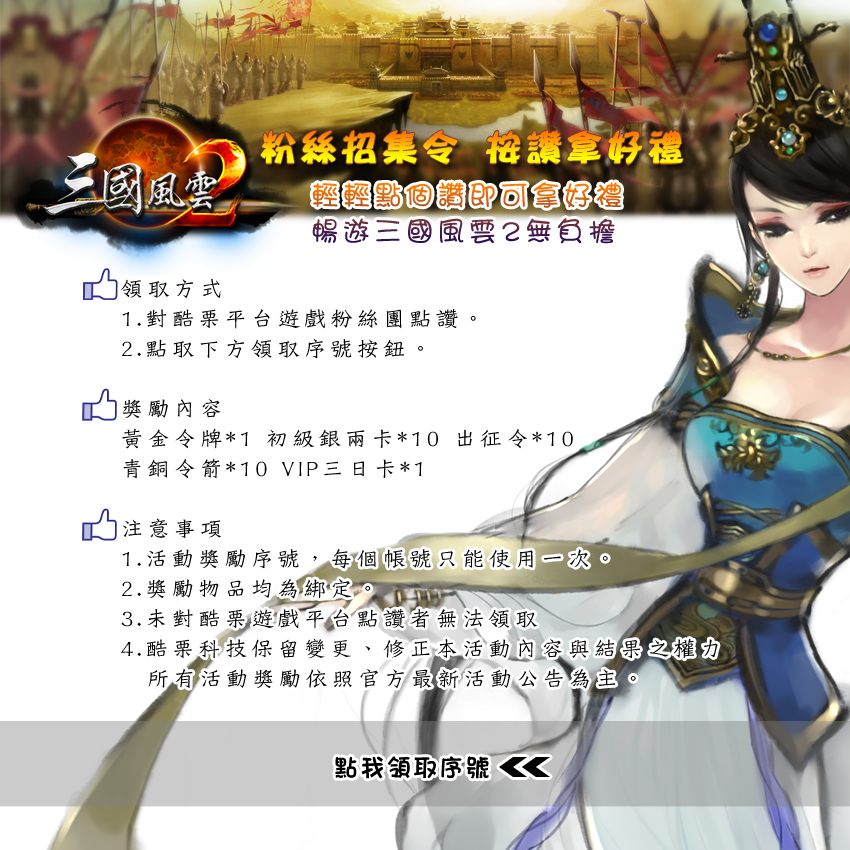 三國風雲2
粉絲招集令 按讚拿好禮
輕輕點個讚即可拿好禮
暢遊三國風雲2無負擔
領取方式
1.對酷栗平台遊戲粉絲團點讚。
2.點取下方領取序號按鈕。
獎勵內容
黃金令牌*1 初級銀兩卡*10 出征令*10
青銅令箭*10 VIP三日卡*1
注意事項
1.活動獎勵序號，每個帳號只能使用一次。
2.獎勵物品均為綁定。
3.未對酷栗遊戲平台點讚者無法領取
4.酷栗科技保留變更、修正本活動內容與結果之權力
所有活動獎勵依照官方最新活動公告為主。
點我領取序號